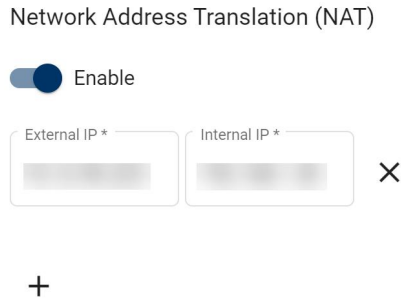 Network Address Translation (NAT)
Enable
External IP *
Internal IP *